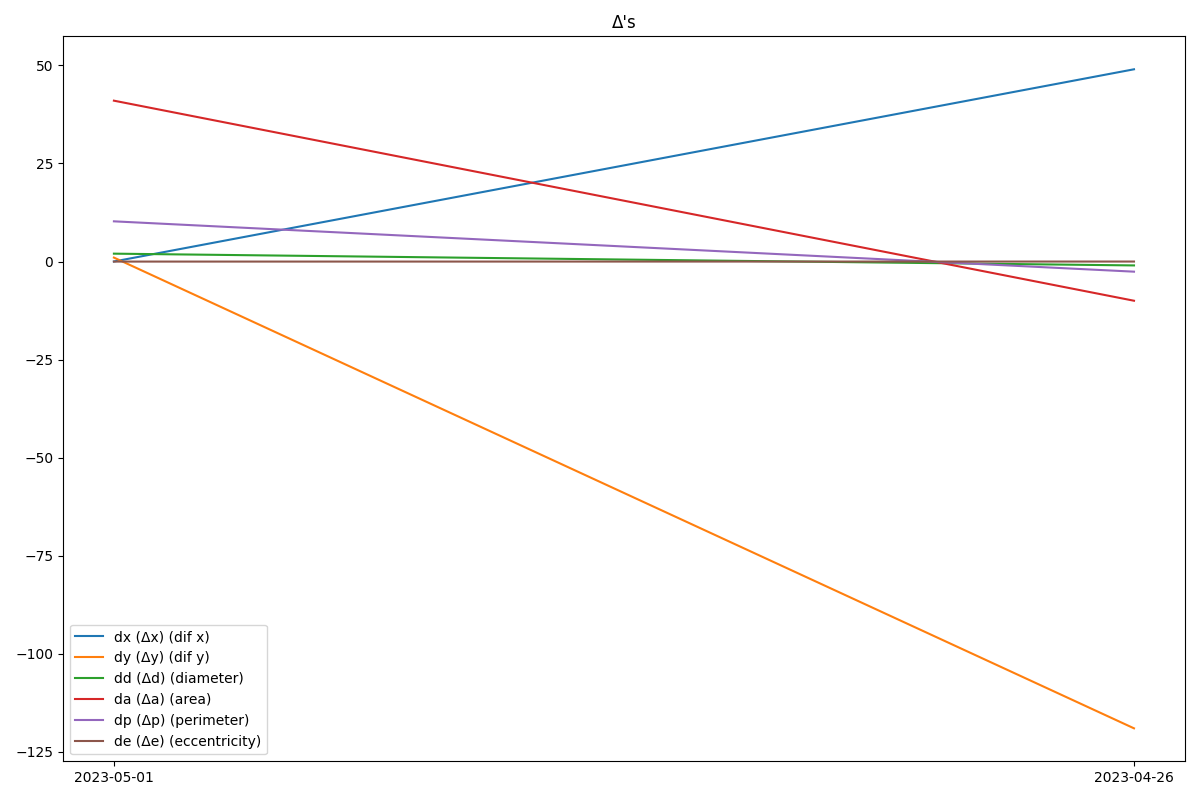 Δ's
50
25
0
−25
−50
−75
−100
−125
dx (Δx) (dif x)
dy (Δy) (dif y)
dd (Δd) (diameter)
da (Δa) (area)
dp (Δp) (perimeter)
de (Δe) (eccentricity)
2023-05-01
2023-04-26